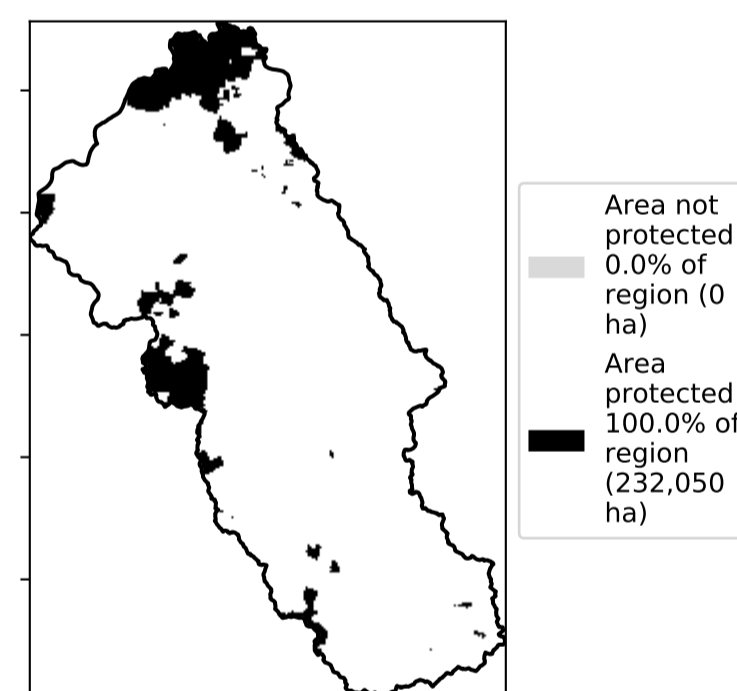 Area not
protected
0.0% of
region (0
ha)
Area
protected
100.0% of
region
(232,050
ha)